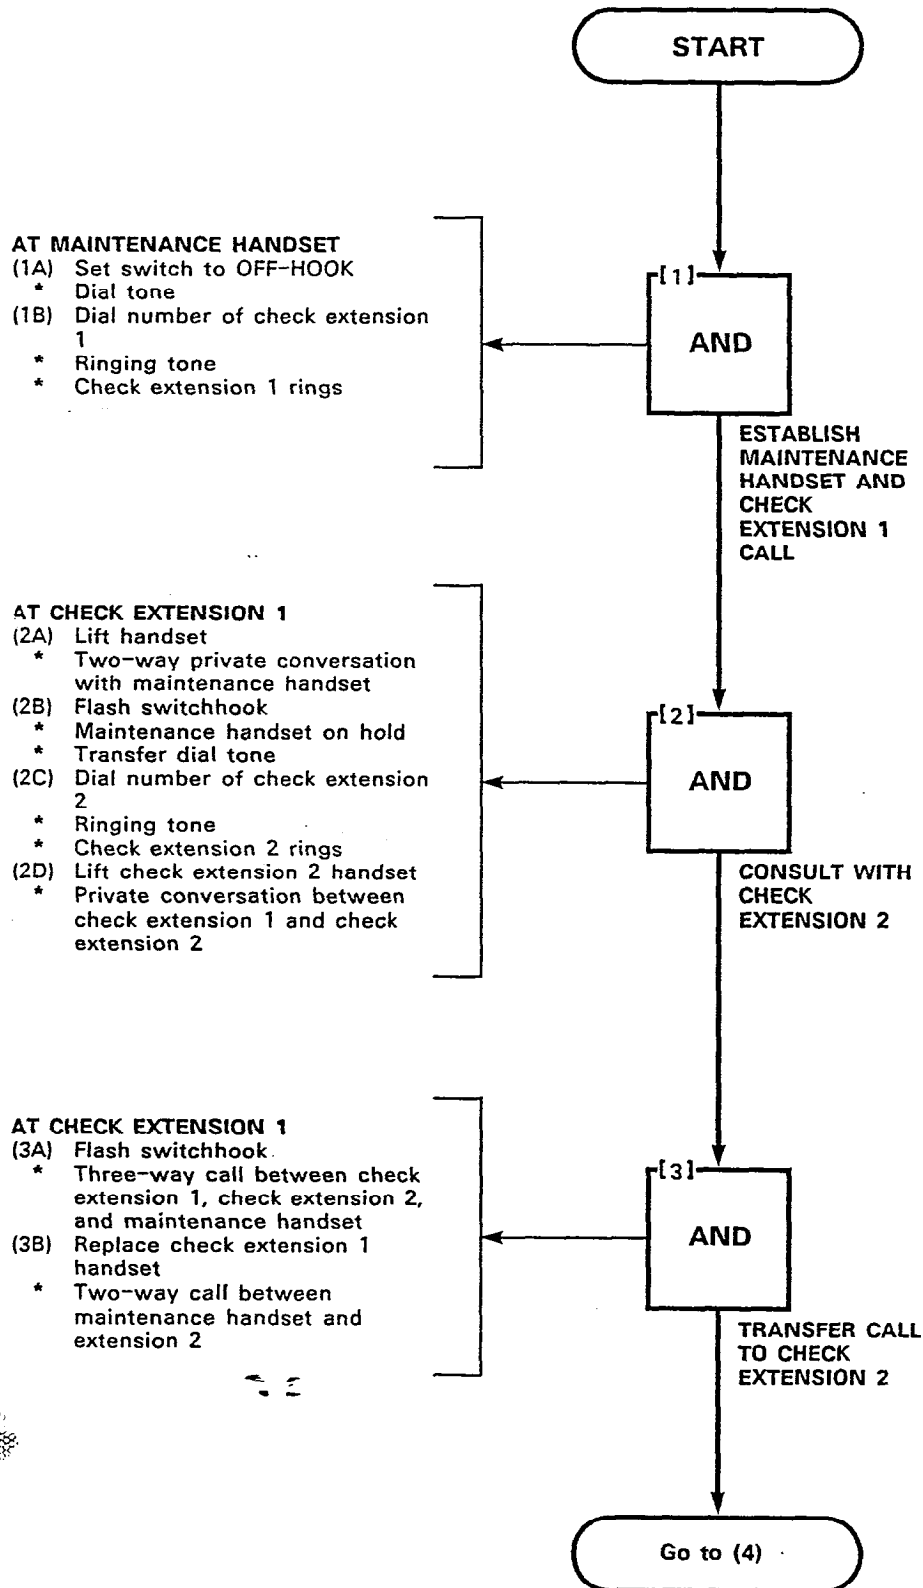 START
AT MAINTENANCE HANDSET
(1A) Set switch to OFF-HOOK
* Dial tone
(1B) Dial number of check extension
1
* Ringing tone
* Check extension 1 rings
[1]
AND
ESTABLISH
MAINTENANCE
HANDSET AND
CHECK
EXTENSION 1
CALL
AT CHECK EXTENSION 1
(2A) Lift handset
* Two-way private conversation
with maintenance handset
(2B) Flash switchhook
* Maintenance handset on hold
* Transfer dial tone
(2C) Dial number of check extension
2
* Ringing tone
* Check extension 2 rings
(2D) Lift check extension 2 handset
* Private conversation between
check extension 1 and check
extension 2
[2]
AND
CONSULT WITH
CHECK
EXTENSION 2
AT CHECK EXTENSION 1
(3A) Flash switchhook
* Three-way call between check
extension 1, check extension 2,
and maintenance handset
(3B) Replace check extension 1
handset
* Two-way call between
maintenance handset and
extension 2
[3]
AND
TRANSFER CALL
TO CHECK
EXTENSION 2
Go to (4)